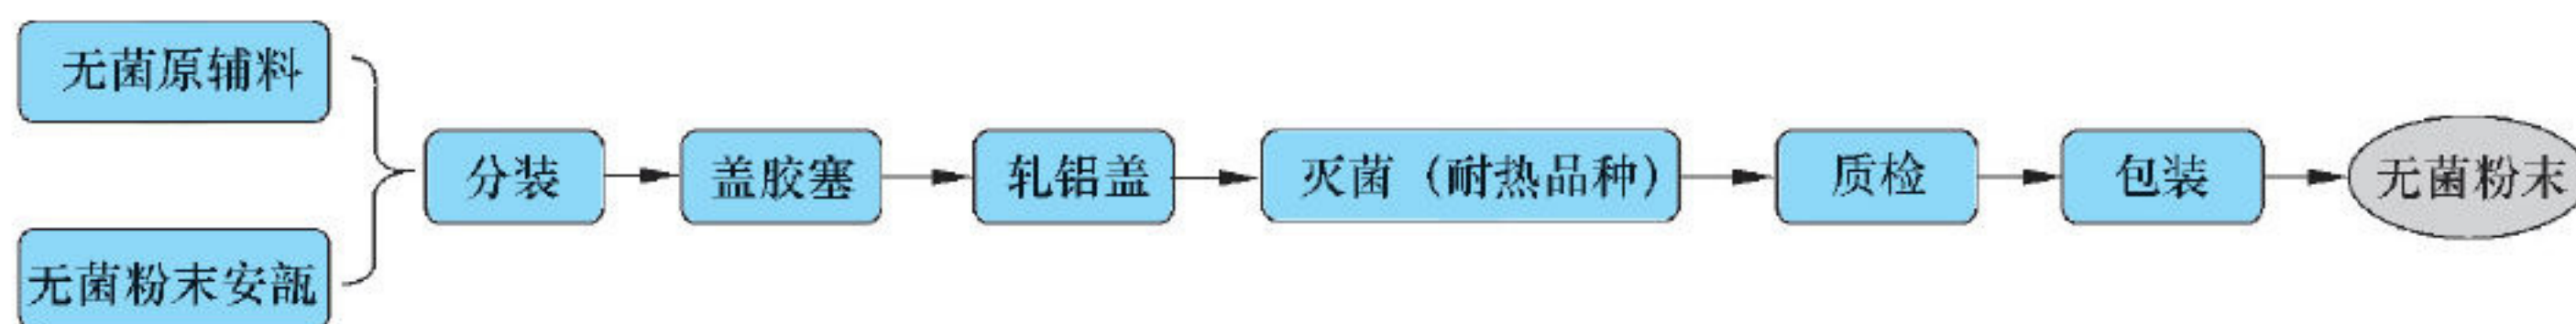 无菌原辅料
无菌粉末安瓿
分装
盖胶塞
轧铝盖
灭菌（耐热品种）
质检
包装
无菌粉末